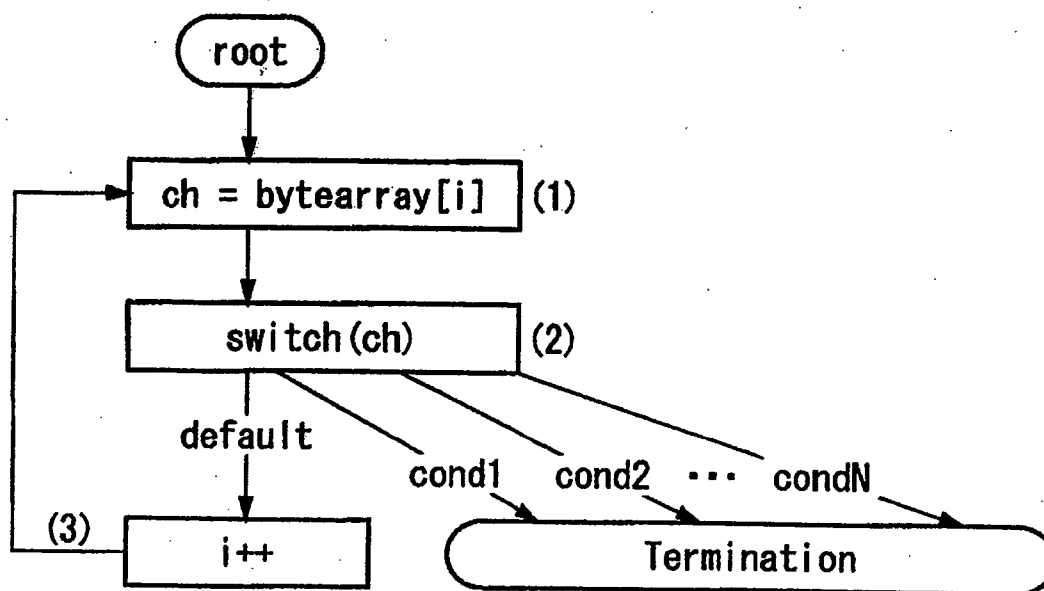 root
ch = bytearray[i] (1)
switch(ch) (2)
default
cond1 cond2 ··· condN
(3)
i++
Termination